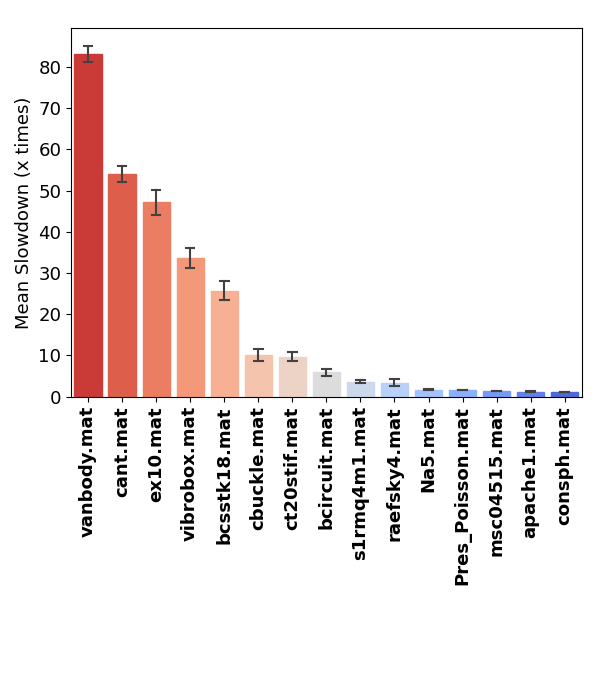 Mean Slowdown (x times)
80
70
60
50
40
30
20
10
0
vanbody.mat
cant.mat
ex10.mat
vibrobox.mat
bcsstk18.mat
cbuckle.mat
ct20stif.mat
bcircuit.mat
s1rmq4m1.mat
raefsky4.mat
Na5.mat
Pres_Poisson.mat
msc04515.mat
apache1.mat
consph.mat